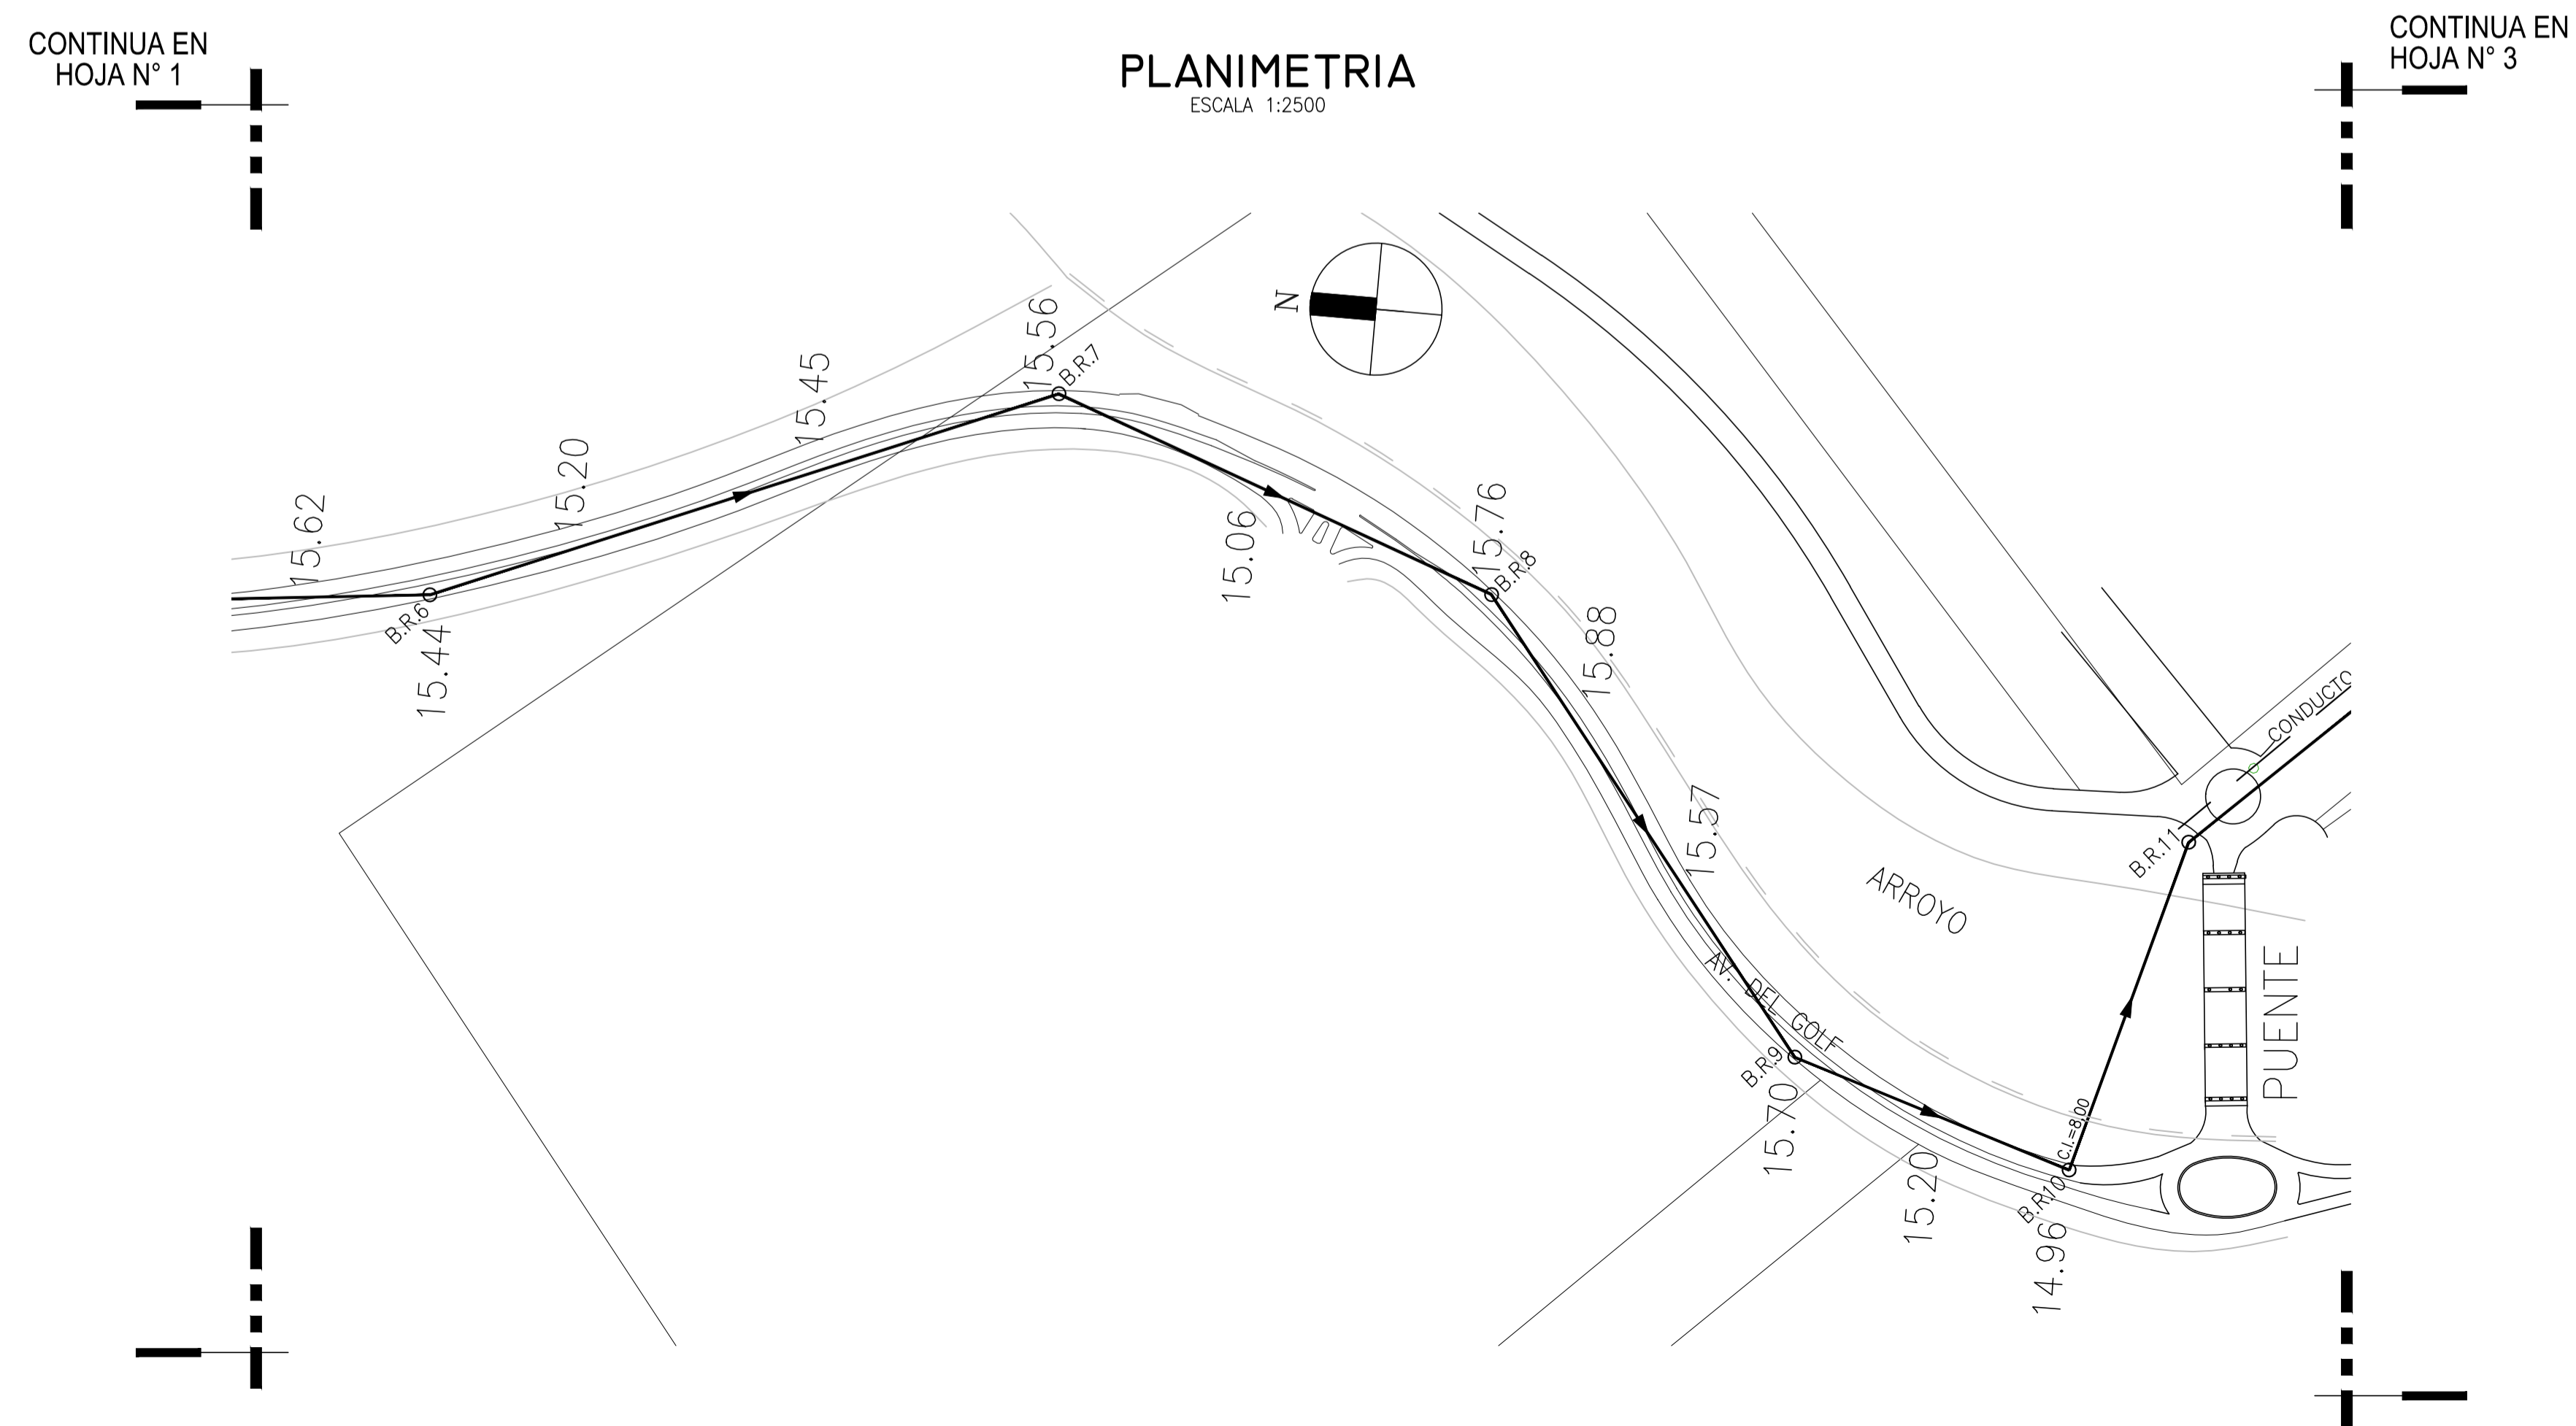 CONTINUA EN
HOJA N° 1
PLANIMETRIA
ESCALA 1:2500
CONTINUA EN
HOJA N° 3
N
15.62
15.20
15.45
15.56
B.R.7
B.R.6
15.44
15.06
15.76
B.R.8
15.88
15.57
CONDUCTO
B.R.11
ARROYO
PUENTE
AV. DEL GOLF
B.R.9
15.70
15.20
C.I.=8,00
B.R.10
14.96